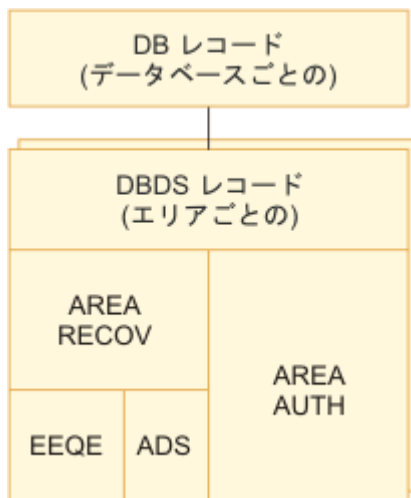 DB レコード
(データベースごとの)
DBDS レコード
(エリアごとの)
AREA
RECOV
AREA
AUTH
EEQE
ADS